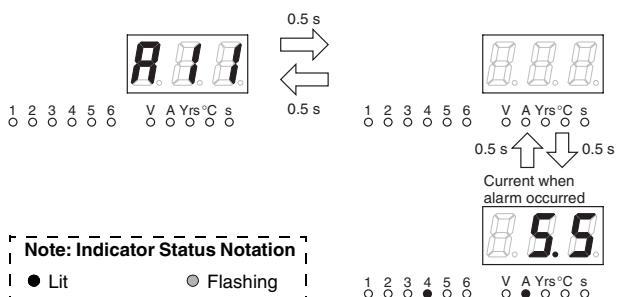 0.5 s
A11
0.5 s
1 2 3 4 5 6 V A Yrs °C s
1 2 3 4 5 6 V A Yrs °C s
0.5 s 0.5 s
Current when
alarm occurred
5.5
Note: Indicator Status Notation
Lit Flashing
1 2 3 4 5 6 V A Yrs °C s